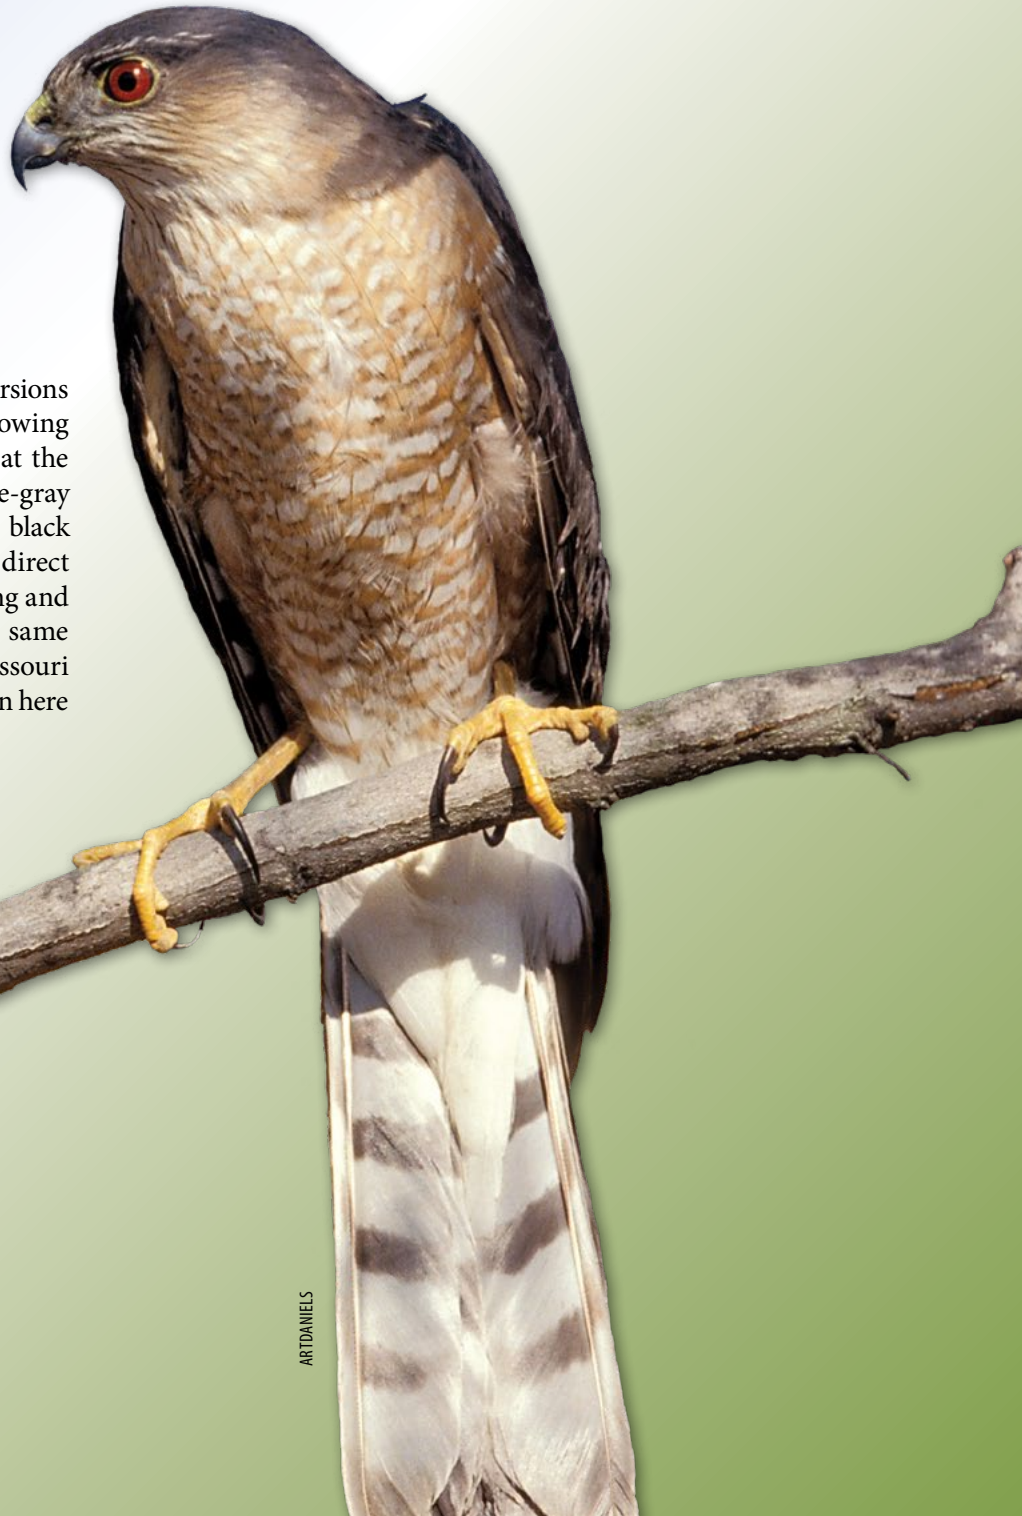 rsions
owing
at the
e-gray
black
direct
ng and
same
ssouri
n here
ARTDANIELS